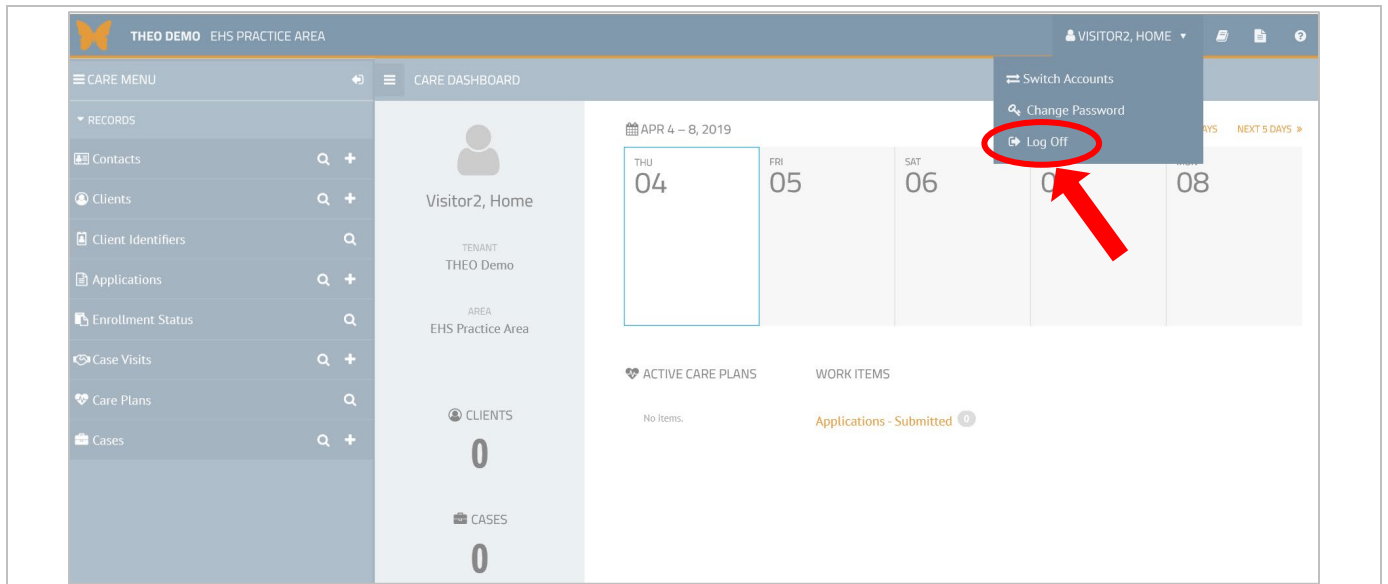 THEO DEMO EHS PRACTICE AREA
VISITOR2, HOME
CARE MENU
CARE DASHBOARD
Switch Accounts
Change Password
Log Off
RECORDS
Contacts
Clients
Client Identifiers
Applications
Enrollment Status
Case Visits
Care Plans
Cases
Visitor2, Home
TENANT
THEO Demo
AREA
EHS Practice Area
CLIENTS
0
CASES
0
APR 4 – 8, 2019
NEXT 5 DAYS »
THU
04
FRI
05
SAT
06
08
ACTIVE CARE PLANS
No Items.
WORK ITEMS
Applications - Submitted 0